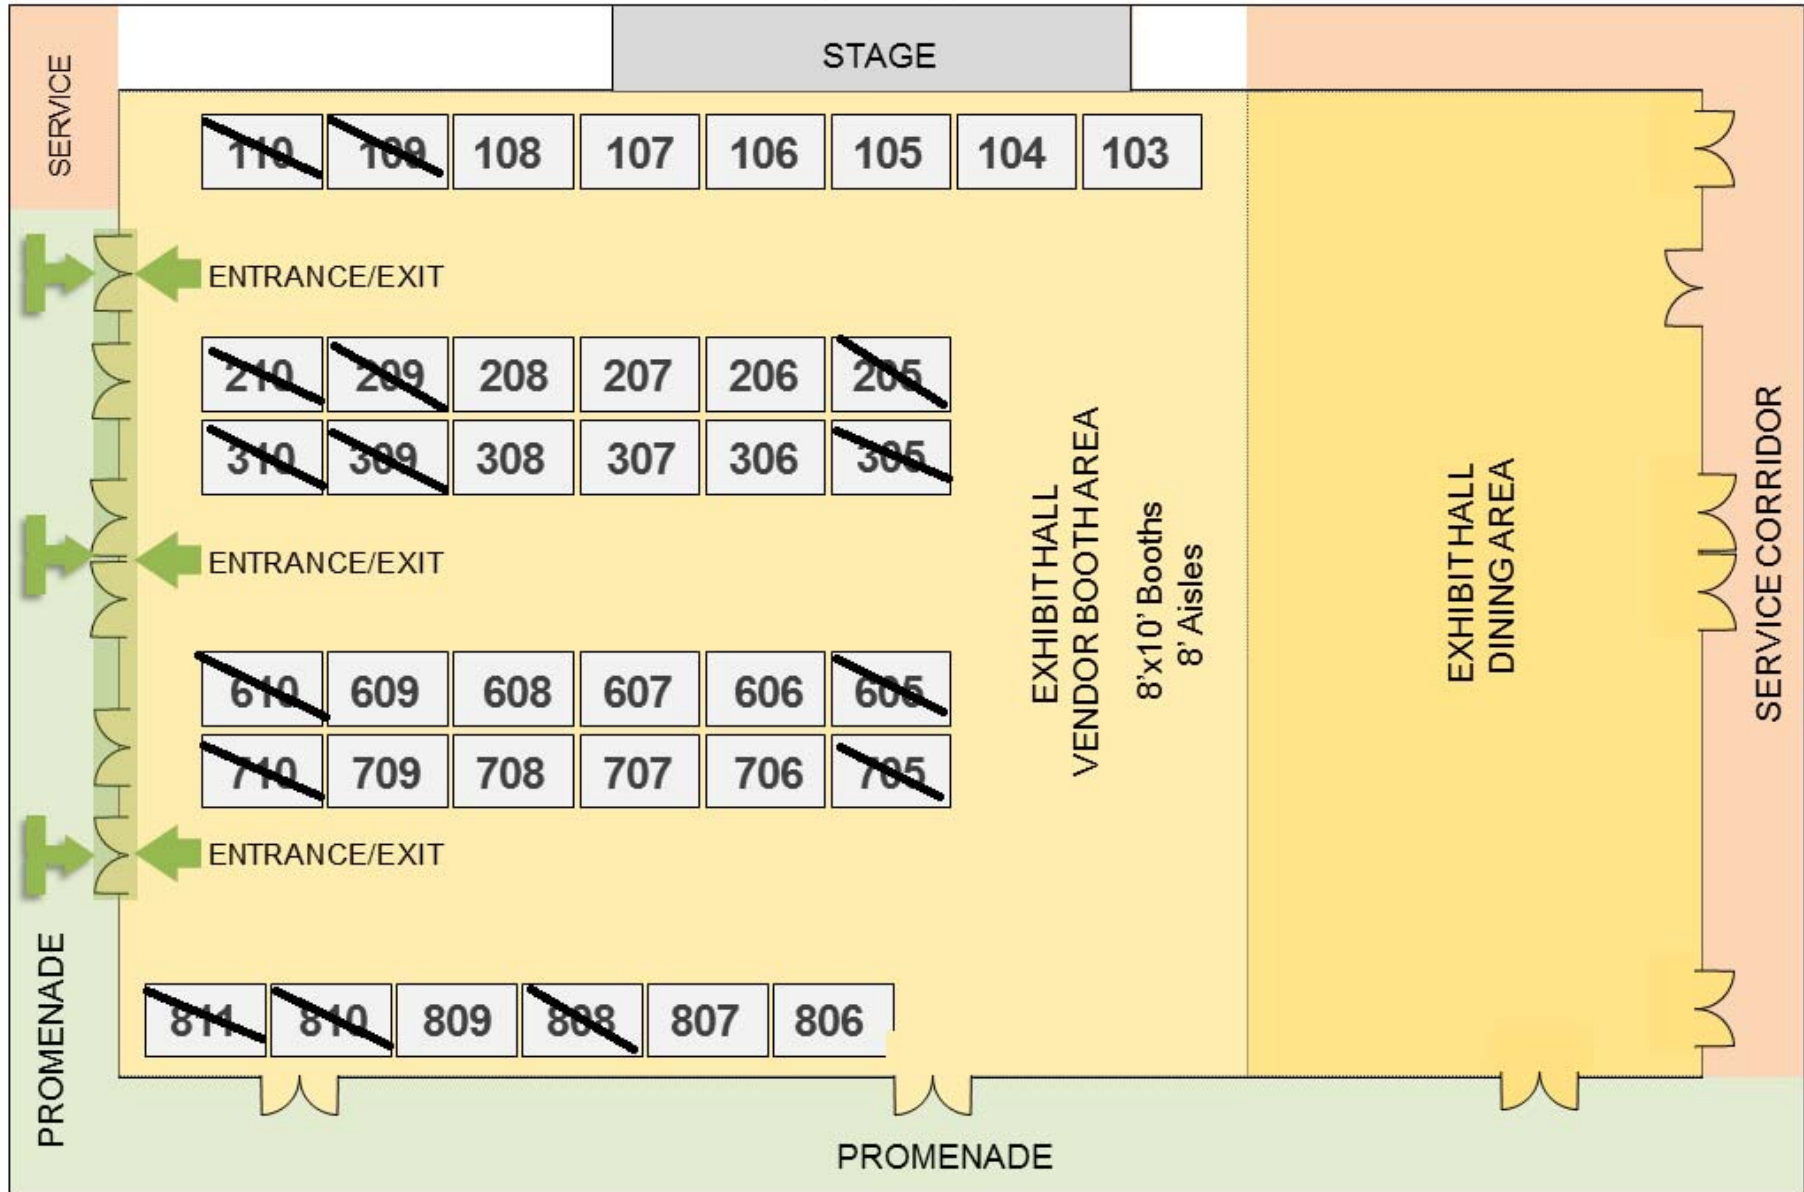 STAGE
SERVICE
110 109 108 107 106 105 104 103
ENTRANCE/EXIT
210 209 208 207 206 205
310 309 308 307 306 305
ENTRANCE/EXIT
610 609 608 607 606 605
710 709 708 707 706 705
ENTRANCE/EXIT
811 810 809 808 807 806
EXHIBIT HALL
VENDOR BOOTH AREA
8'x10' Booths
8' Aisles
EXHIBIT HALL
DINING AREA
SERVICE CORRIDOR
PROMENADE
PROMENADE